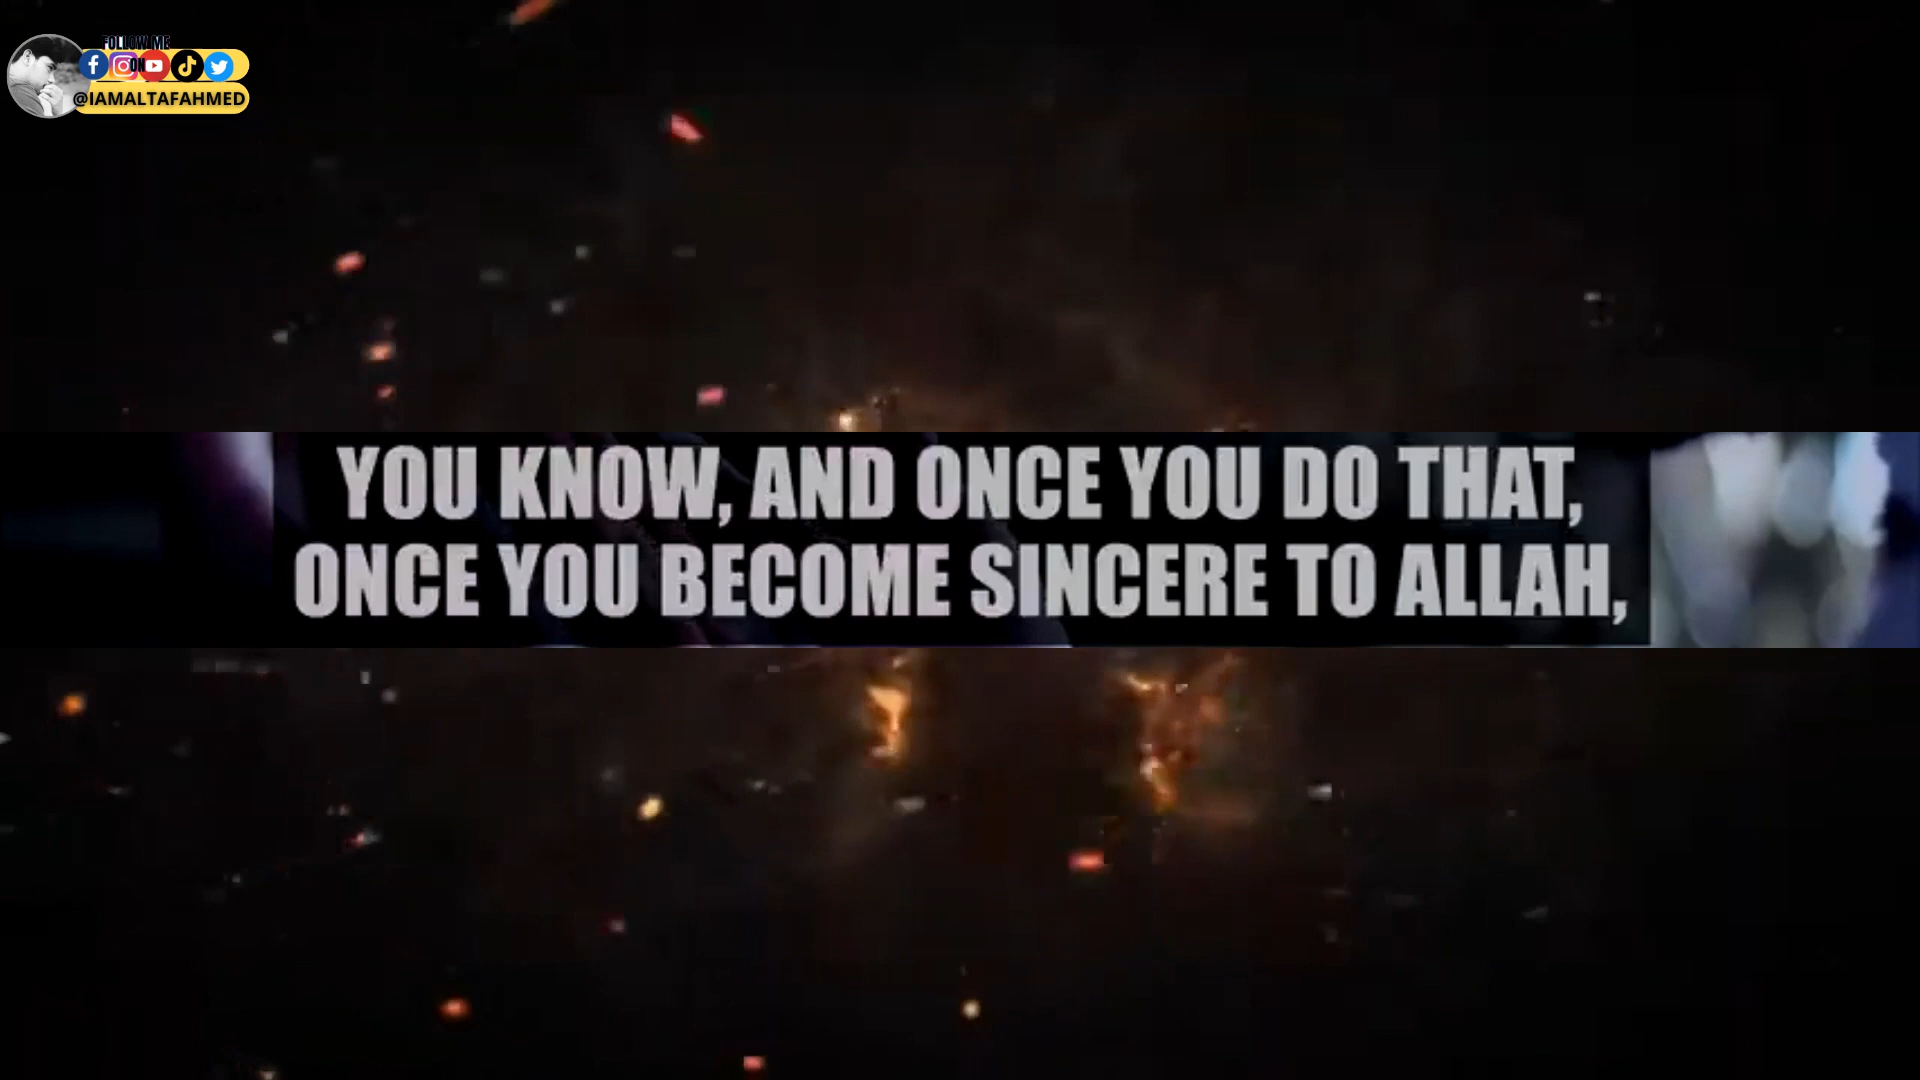 FOLLOW ME
ON
@IAMALTAFAHMED
YOU KNOW, AND ONCE YOU DO THAT,
ONCE YOU BECOME SINCERE TO ALLAH,